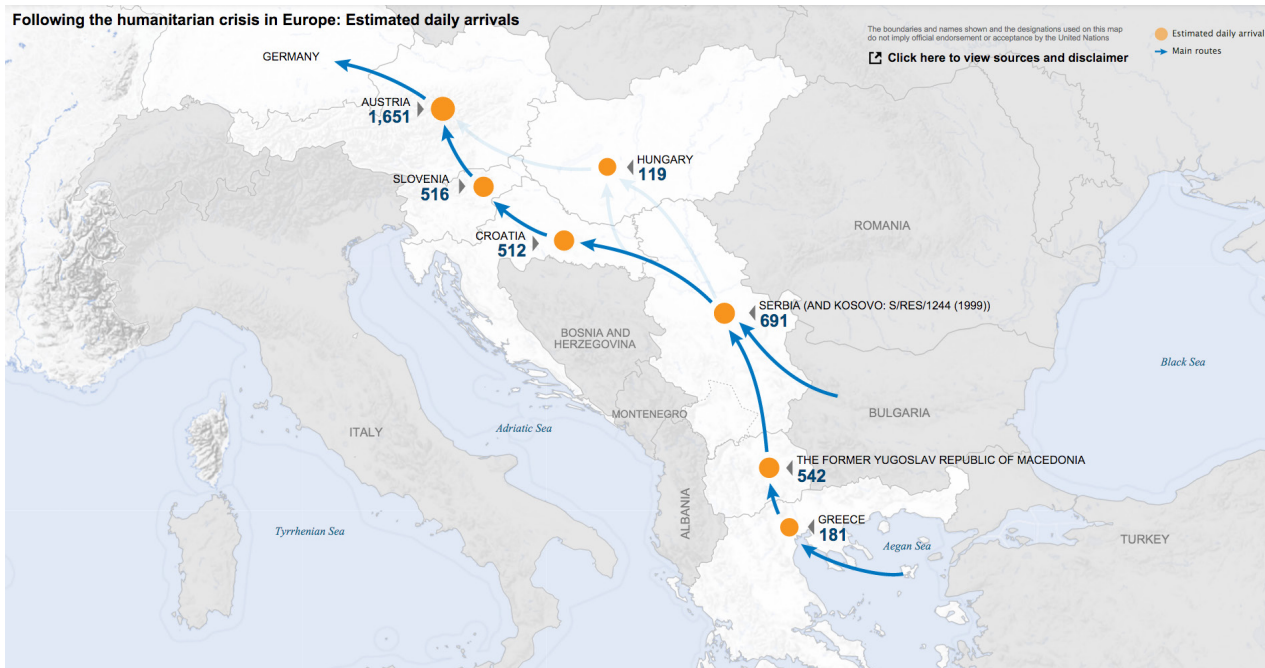 Following the humanitarian crisis in Europe: Estimated daily arrivals
The boundaries and names shown and the designations used on this map
do not imply official endorsement or acceptance by the United Nations
Click here to view sources and disclaimer
Estimated daily arrival
Main routes
GERMANY
AUSTRIA
1,651
HUNGARY
119
SLOVENIA
516
CROATIA
512
ROMANIA
SERBIA (AND KOSOVO: S/RES/1244 (1999))
691
BOSNIA AND
HERZEGOVINA
Black Sea
MONTENEGRO
BULGARIA
ITALY
Adriatic Sea
THE FORMER YUGOSLAV REPUBLIC OF MACEDONIA
542
ALBANIA
GREECE
181
Tyrrhenian Sea
Aegan Sea
TURKEY